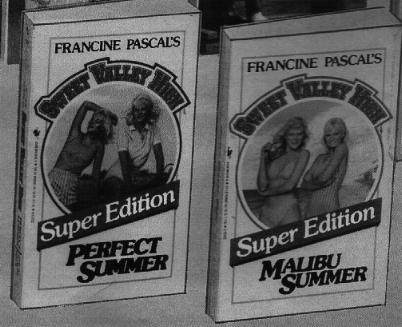 FRANCINE PASCAL'S
SWEET VALLEY HIGH
Super Edition
PERFECT
SUMMER
FRANCINE PASCAL'S
SWEET VALLEY HIGH
Super Edition
MALIBU
SUMMER